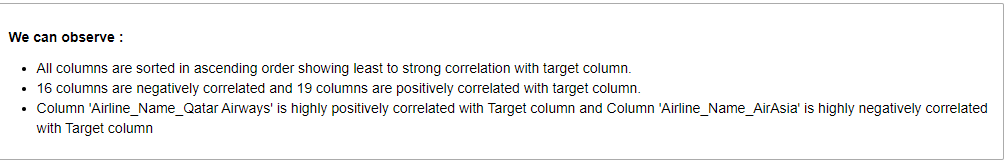 We can observe :
• All columns are sorted in ascending order showing least to strong correlation with target column.
• 16 columns are negatively correlated and 19 columns are positively correlated with target column.
• Column 'Airline_Name_Qatar Airways' is highly positively correlated with Target column and Column 'Airline_Name_AirAsia' is highly negatively correlated
with Target column